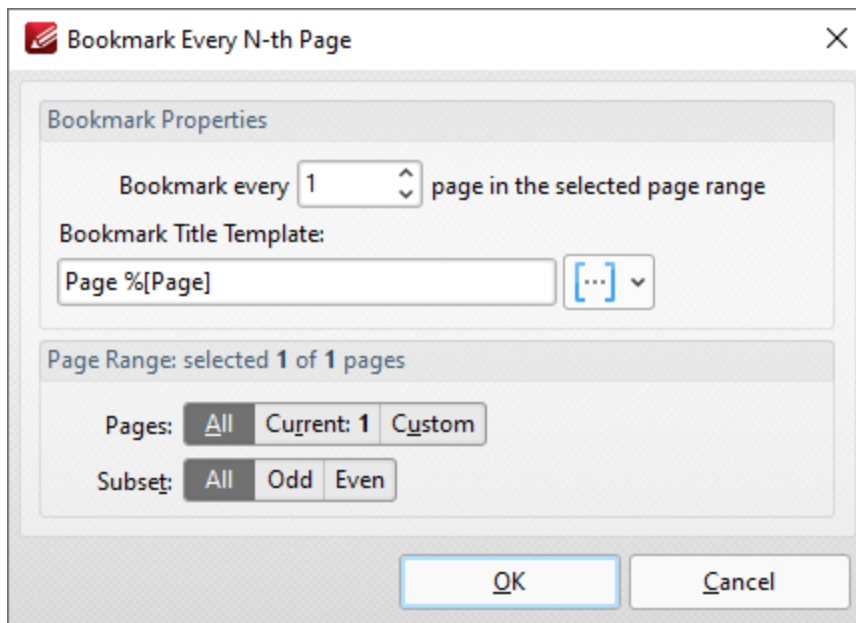 Bookmark Every N-th Page
Bookmark Properties
Bookmark every 1 page in the selected page range
Bookmark Title Template:
Page %[Page]
Page Range: selected 1 of 1 pages
Pages: All Current: 1 Custom
Subset: All Odd Even
OK Cancel